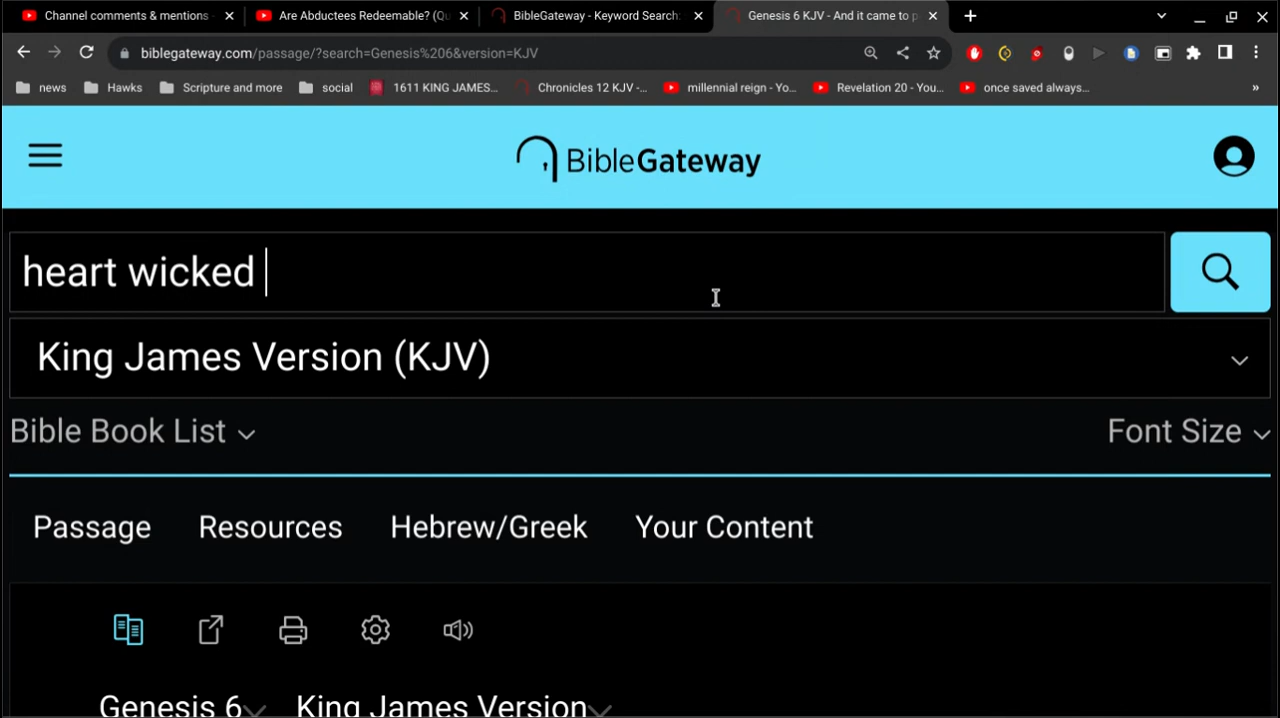 Channel comments & mentions
Are Abductees Redeemable? (Qu
BibleGateway - Keyword Search:
Genesis 6 KJV - And it came to p
biblegateway.com/passage/?search=Genesis%206&version=KJV
news
Hawks
Scripture and more
social
1611 KING JAMES...
Chronicles 12 KJV -...
millennial reign - Yo...
Revelation 20 - You...
once saved always...
»
BibleGateway
heart wicked
King James Version (KJV)
Bible Book List
Font Size
Passage
Resources
Hebrew/Greek
Your Content
Genesis 6
King James Version